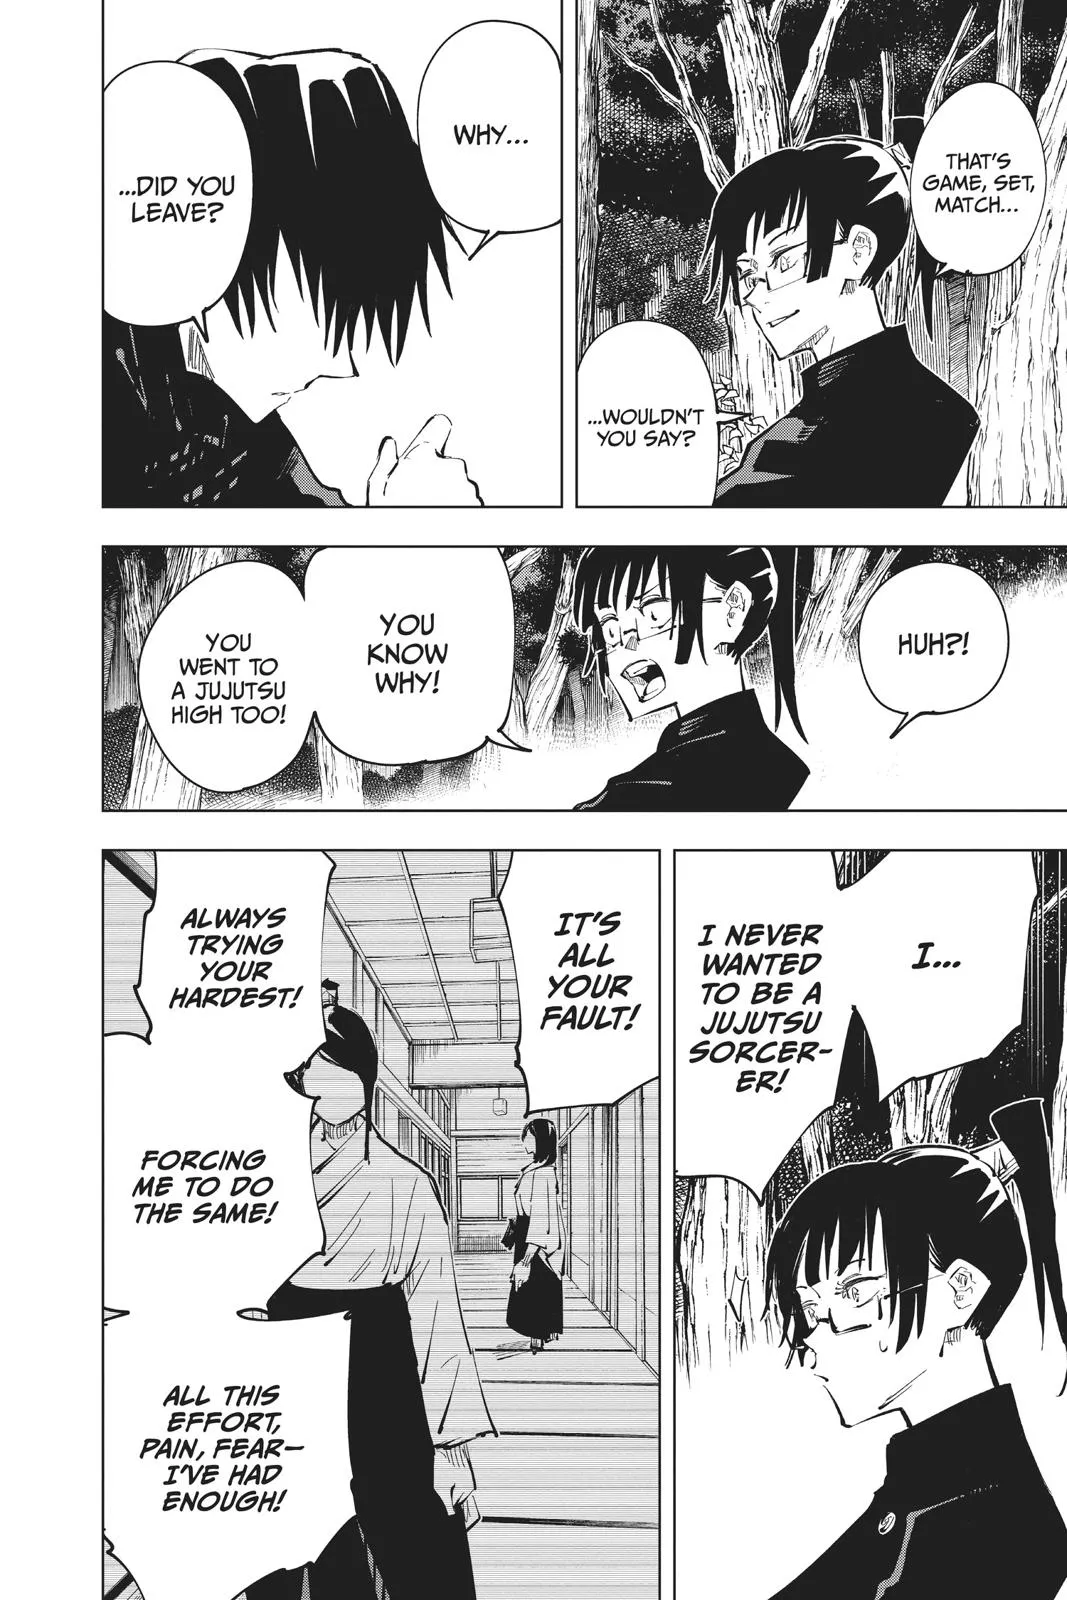 THAT'S
GAME, SET,
MATCH...
...WOULDN'T
YOU SAY?
WHY...
...DID YOU
LEAVE?
HUH?!
YOU
KNOW
WHY!
YOU
WENT TO
A JUJUTSU
HIGH TOO!
I...
I NEVER
WANTED
TO BE A
JUJUTSU
SORCER-
ER!
IT'S
ALL
YOUR
FAULT!
ALWAYS
TRYING
YOUR
HARDEST!
FORCING
ME TO DO
THE SAME!
ALL THIS
EFFORT,
PAIN, FEAR—
I'VE HAD
ENOUGH!